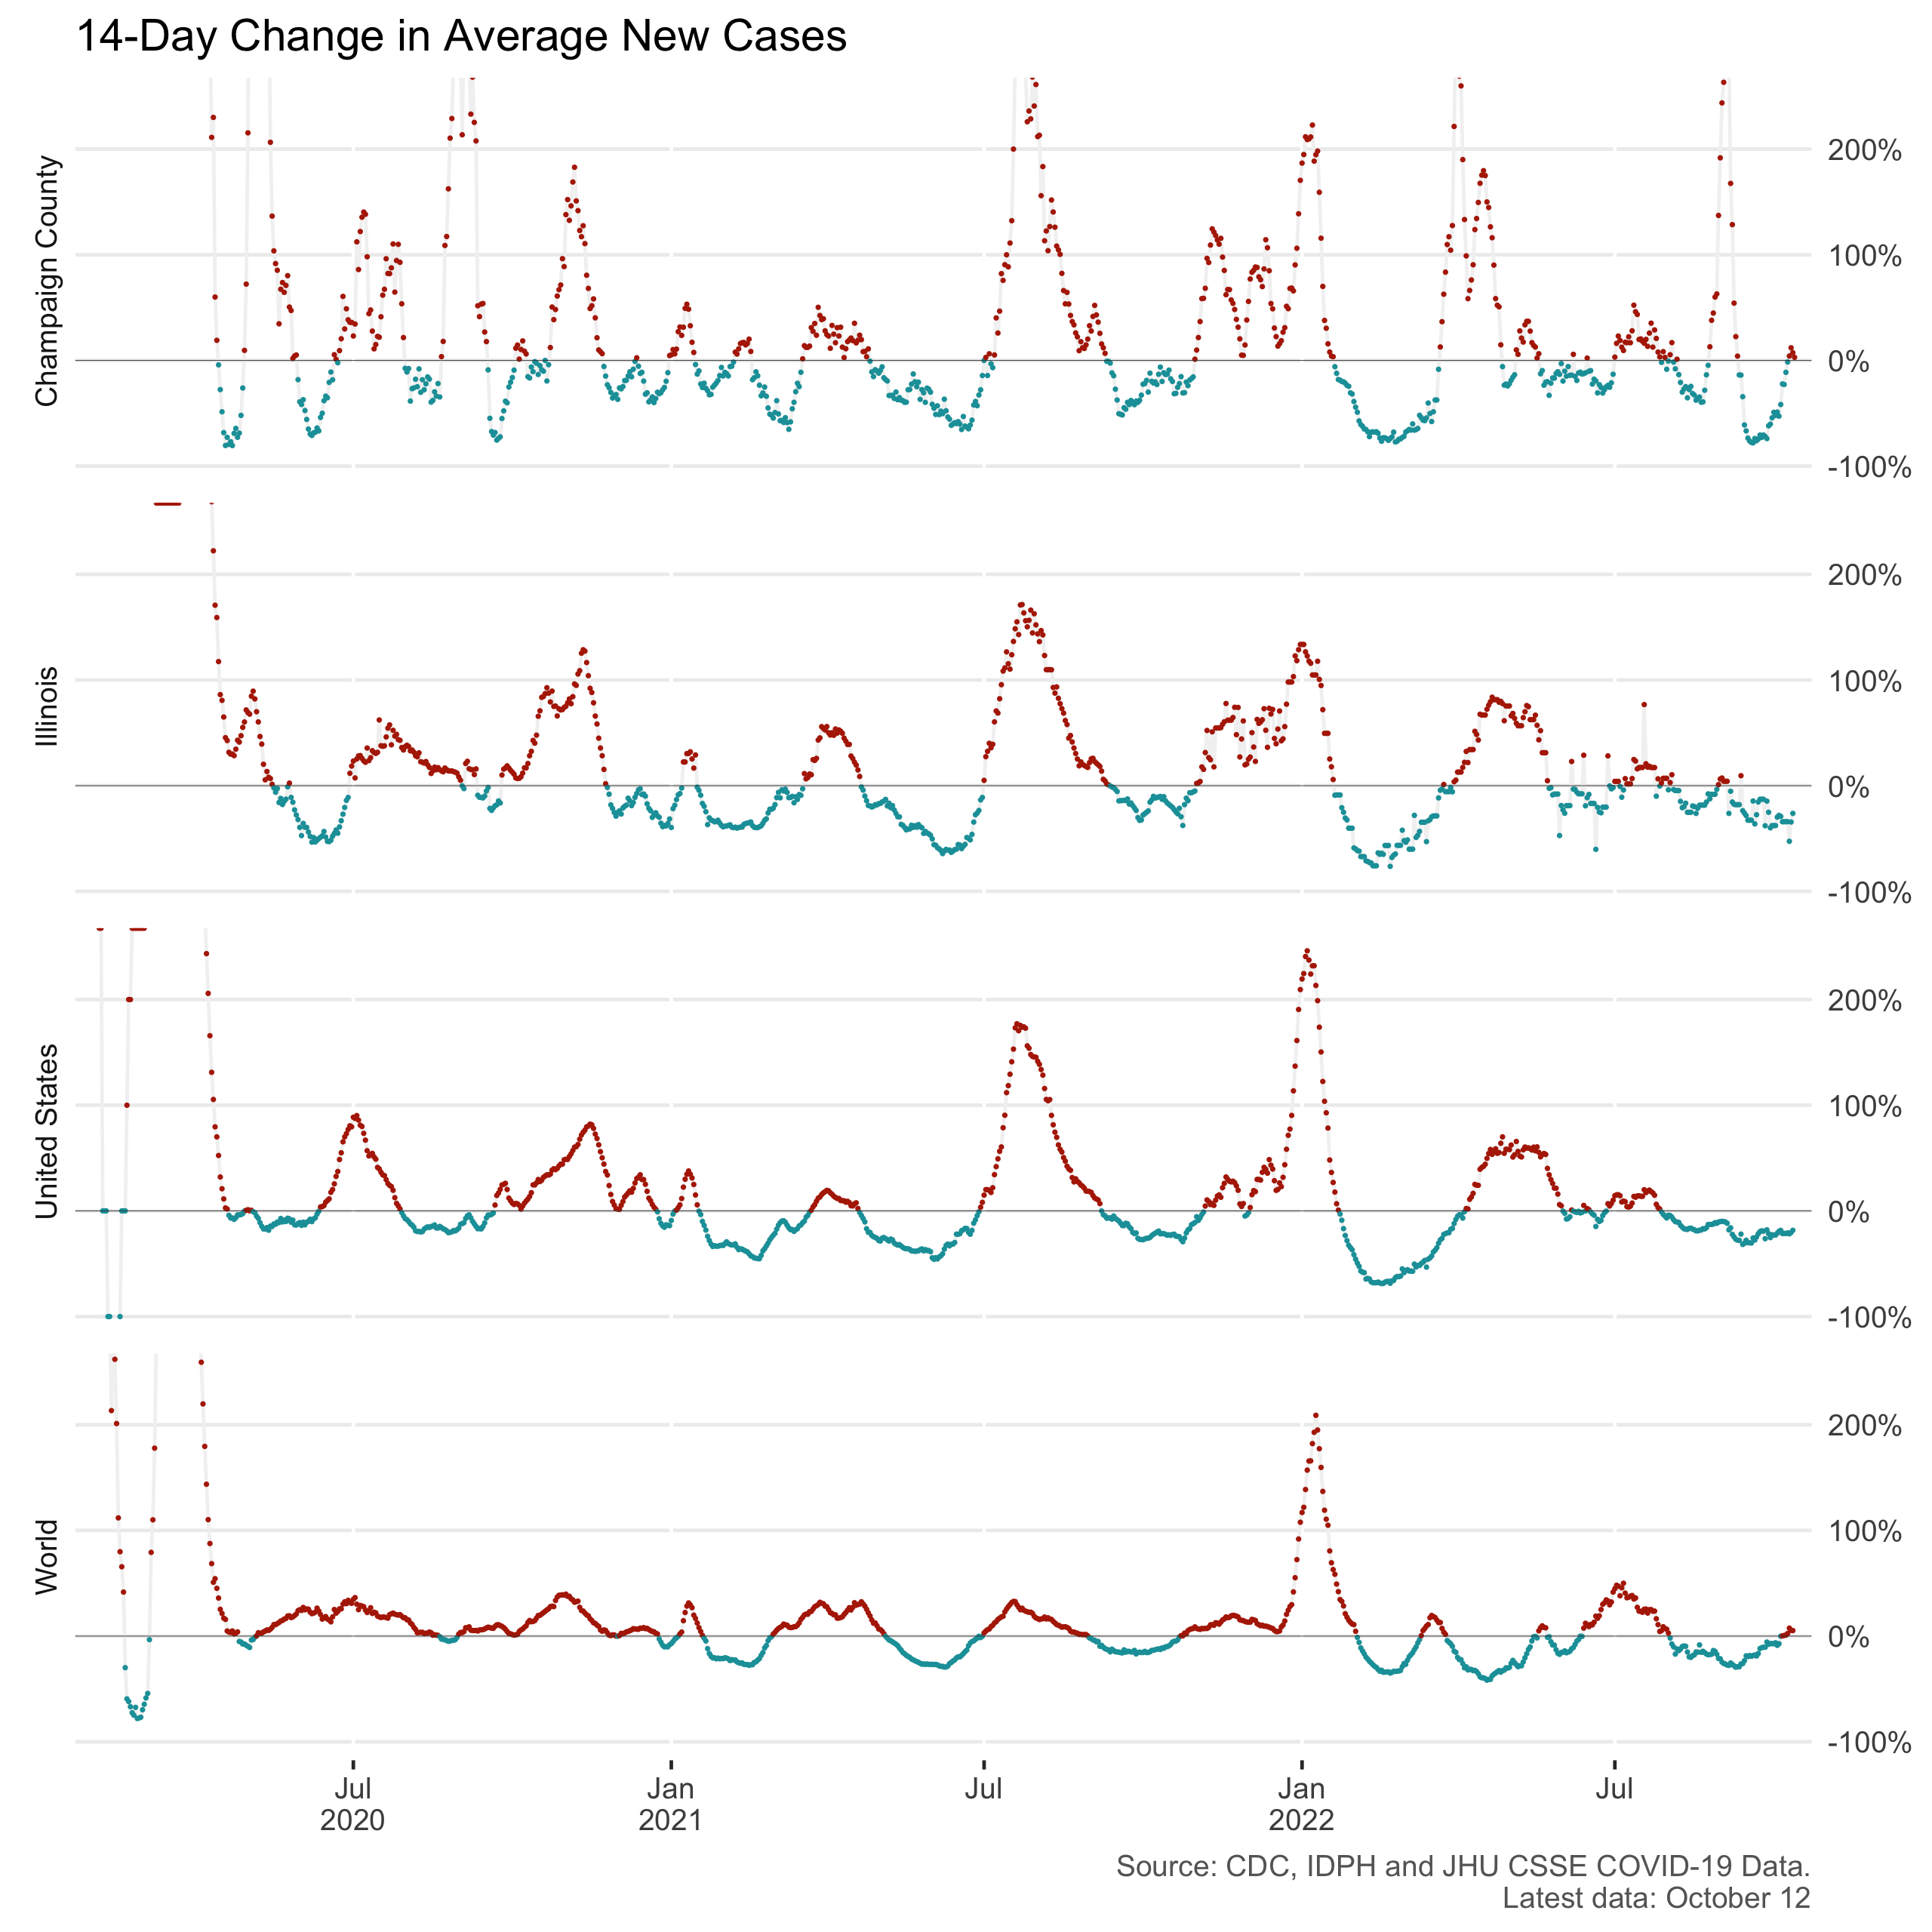 14-Day Change in Average New Cases
Champaign County
200%
100%
0%
-100%
Illinois
200%
100%
0%
-100%
United States
200%
100%
0%
-100%
World
200%
100%
0%
-100%
Jul
2020
Jan
2021
Jul
Jan
2022
Jul
Source: CDC, IDPH and JHU CSSE COVID-19 Data.
Latest data: October 12